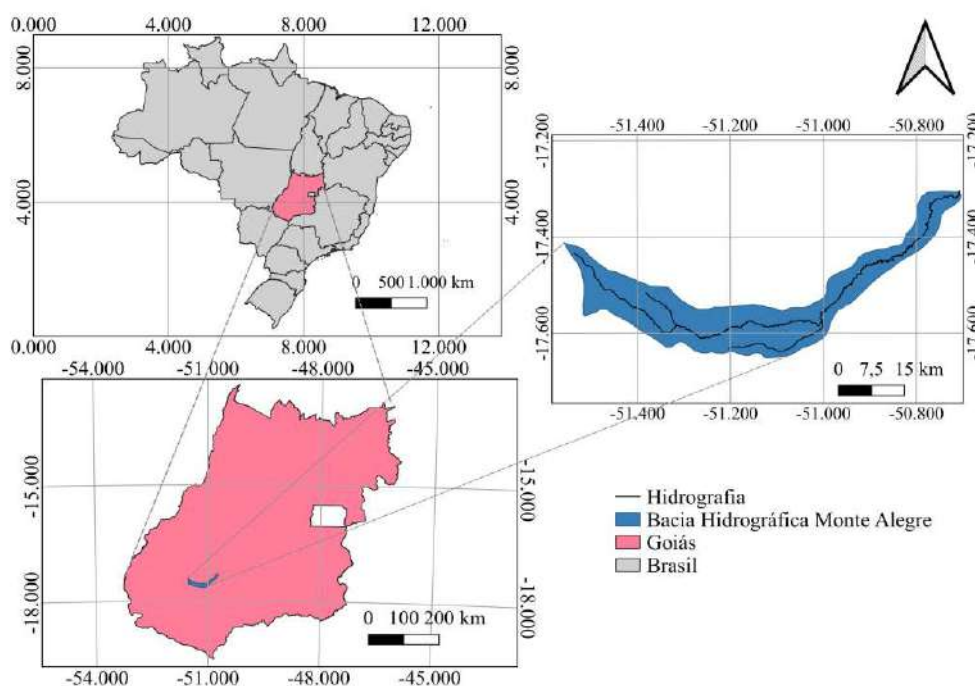 0.000 4.000 8.000 12.000
8.000 8.000
4.000 4.000
0 500 1.000 km
0.000 0.000
0.000 4.000 8.000 12.000
-51.400 -51.200 -51.000 -50.800
-17.200 -17.200
-17.400 -17.400
-17.600 -17.600
0 7,5 15 km
-51.400 -51.200 -51.000 -50.800
-54.000 -51.000 -48.000 -45.000
-15.000 -15.000
-18.000 -18.000
0 100 200 km
-54.000 -51.000 -48.000 -45.000
Hidrografia
Bacia Hidrográfica Monte Alegre
Goiás
Brasil